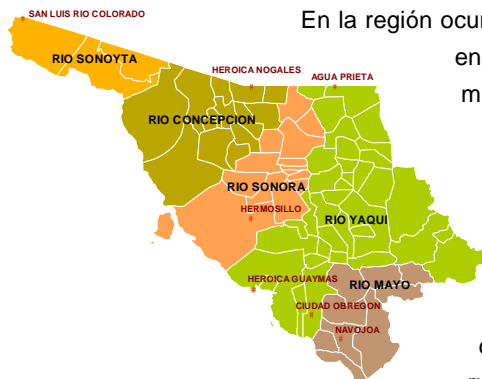 SAN LUIS RIO COLORADO
En la región
RIO SONOYTA
en
HEROICA NOGALES
AGUA PRIETA
RIO CONCEPCION
RIO SONORA
HERMOSILLO
RIO YAQUI
HEROICA GUAYMAS
RIO MAYO
CIUDAD OBREGON
NAVOJOA